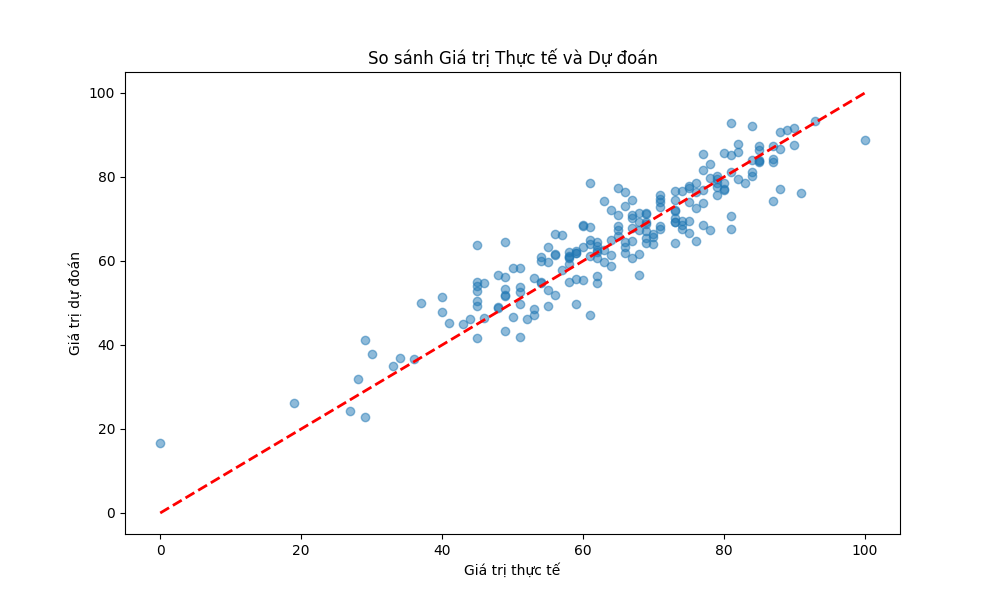 So sánh Giá trị Thực tế và Dự đoán
Giá trị dự đoán
100
80
60
40
20
0
0 20 40 60 80 100
Giá trị thực tế